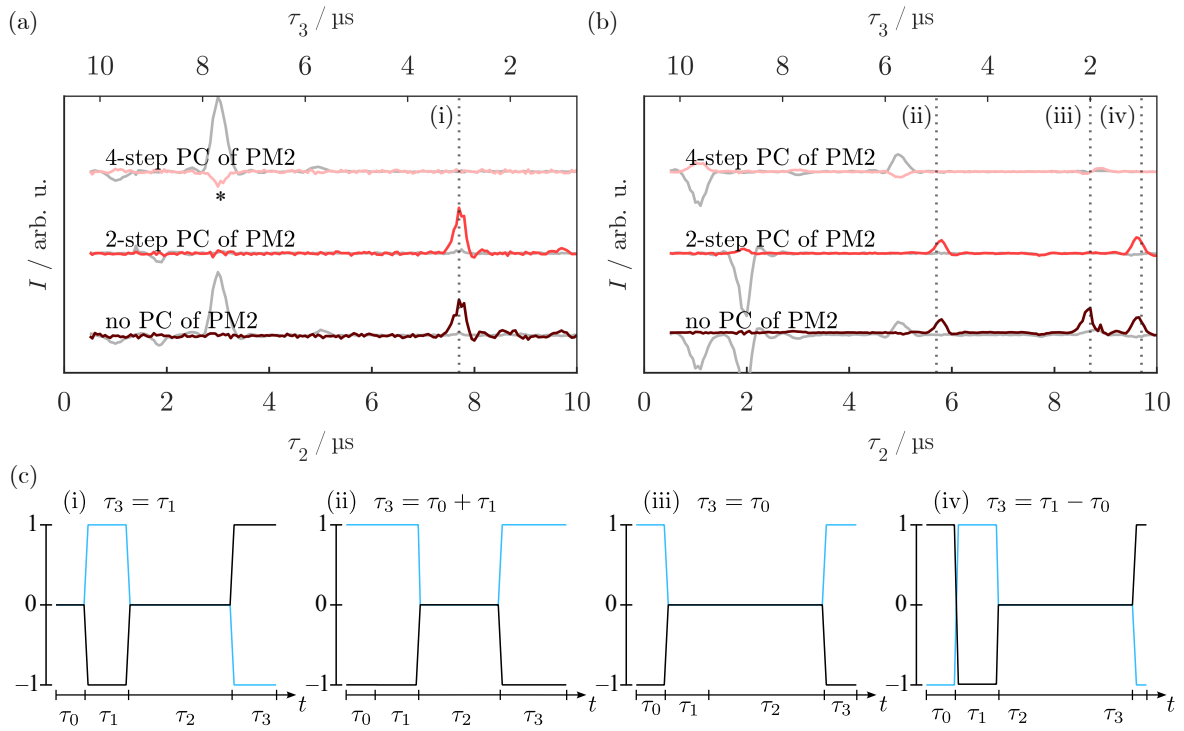 (a)
τ3 / μs
10 8 6 4 2
(i)
4-step PC of PM2
*
2-step PC of PM2
no PC of PM2
I / arb. u.
0 2 4 6 8 10
τ2 / μs
(b)
τ3 / μs
10 8 6 4 2
(ii) (iii) (iv)
4-step PC of PM2
2-step PC of PM2
no PC of PM2
I / arb. u.
0 2 4 6 8 10
τ2 / μs
(c)
(i) τ3 = τ1
1
0
−1
τ0 τ1 τ2 τ3 t
(ii) τ3 = τ0 + τ1
1
0
−1
τ0 τ1 τ2 τ3 t
(iii) τ3 = τ0
1
0
−1
τ0 τ1 τ2 τ3 t
(iv) τ3 = τ1 − τ0
1
0
−1
τ0 τ1 τ2 τ3 t